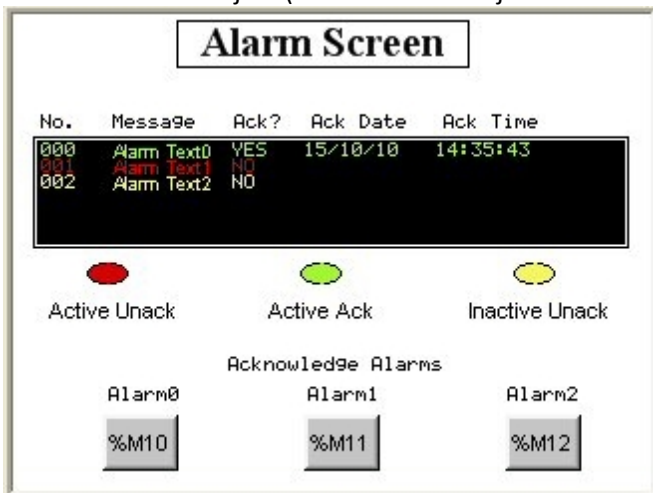 Alarm Screen
No. Message Ack? Ack Date Ack Time
000 Alarm Text0 YES 15/10/10 14:35:43
001 Alarm Text1 NO
002 Alarm Text2 NO
Active Unack Active Ack Inactive Unack
Acknowledge Alarms
Alarm0 Alarm1 Alarm2
%M10 %M11 %M12